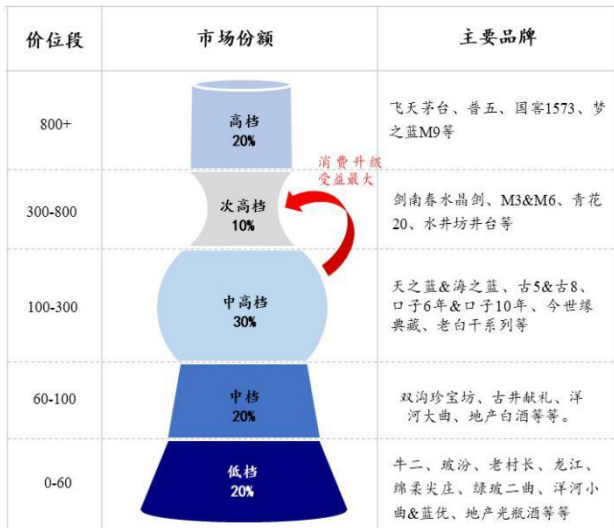 价位段
市场份额
主要品牌
800+
高档
20%
飞天茅台、普五、国窖1573、梦
之蓝M9等
消费升级
受益最大
300-800
次高档
10%
剑南春水晶剑、M3&M6、青花
20、水井坊井台等
100-300
中高档
30%
天之蓝&海之蓝、古5&古8、
口子6年&口子10年、今世缘
典藏、老白干系列等
60-100
中档
20%
双沟珍宝坊、古井献礼、洋
河大曲、地产白酒等等。
0-60
低档
20%
牛二、玻汾、老村长、龙江、
绵柔尖庄、绿玻二曲、洋河小
曲&蓝优、地产光瓶酒等等